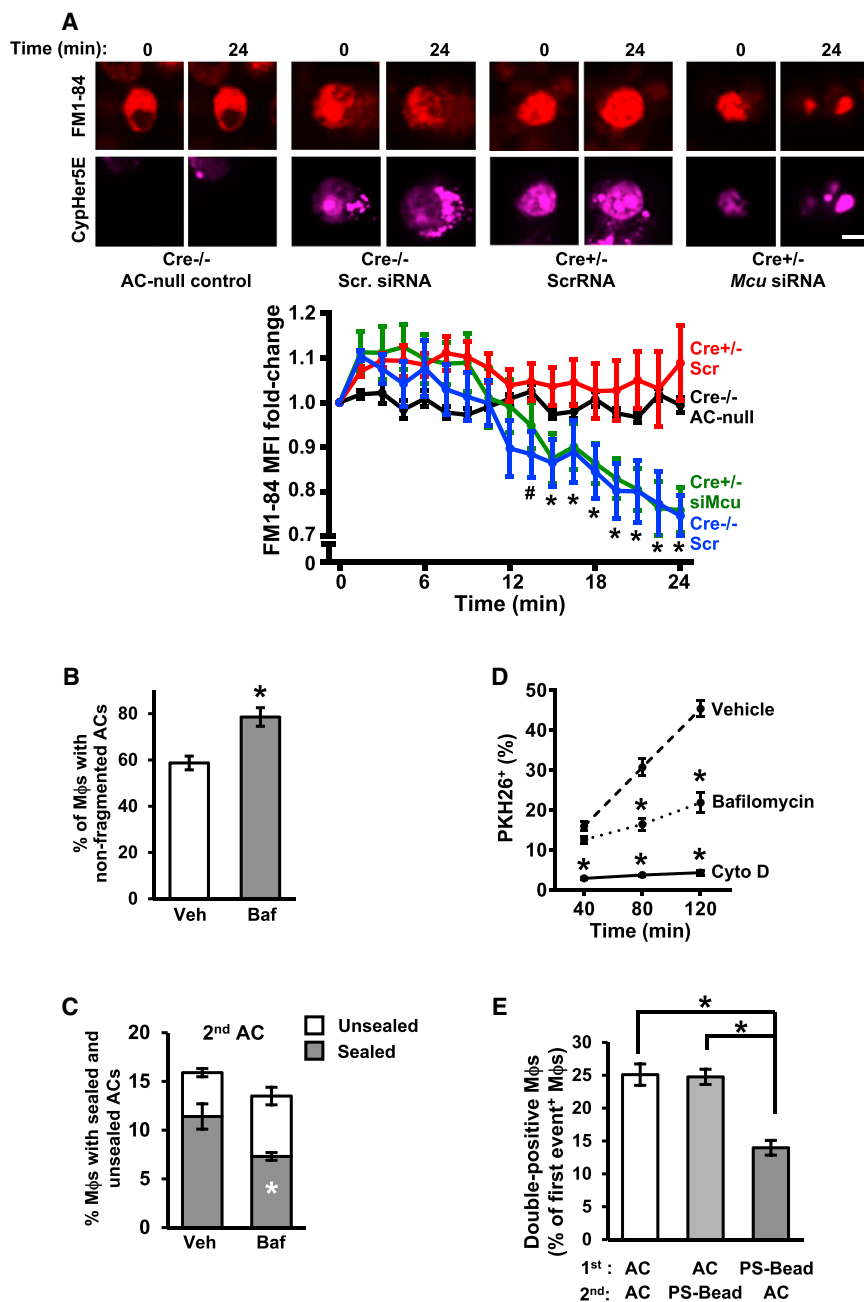 A
Time (min): 0 24 0 24 0 24 0 24
FM1-84
CypHer5E
Cre-/-
AC-null control
Cre-/-
Scr. siRNA
Cre+/-
ScrRNA
Cre+/-
Mcu siRNA
FM1-84 MFI fold-change
1.2
1.1
1.0
0.9
0.8
0.7
0
Cre+/-
Scr
Cre-/-
AC-null
Cre+/-
siMcu
Cre-/-
Scr
# * * * * * * *
0 6 12 18 24
Time (min)
B
% of Mϕs with
non-fragmented ACs
80
60
40
20
0
*
Veh Baf
D
PKH26⁺ (%)
50
40
30
20
10
0
Vehicle
*
*
Bafilomycin
* * *
Cyto D
40 80 120
Time (min)
C
% Mϕs with sealed and
unsealed ACs
20
15
10
5
0
2nd AC
Unsealed
Sealed
*
Veh Baf
E
Double-positive Mϕs
(% of first event⁺ Mϕs)
30
25
20
15
10
5
0
*
*
1st : AC AC PS-Bead
2nd: AC PS-Bead AC